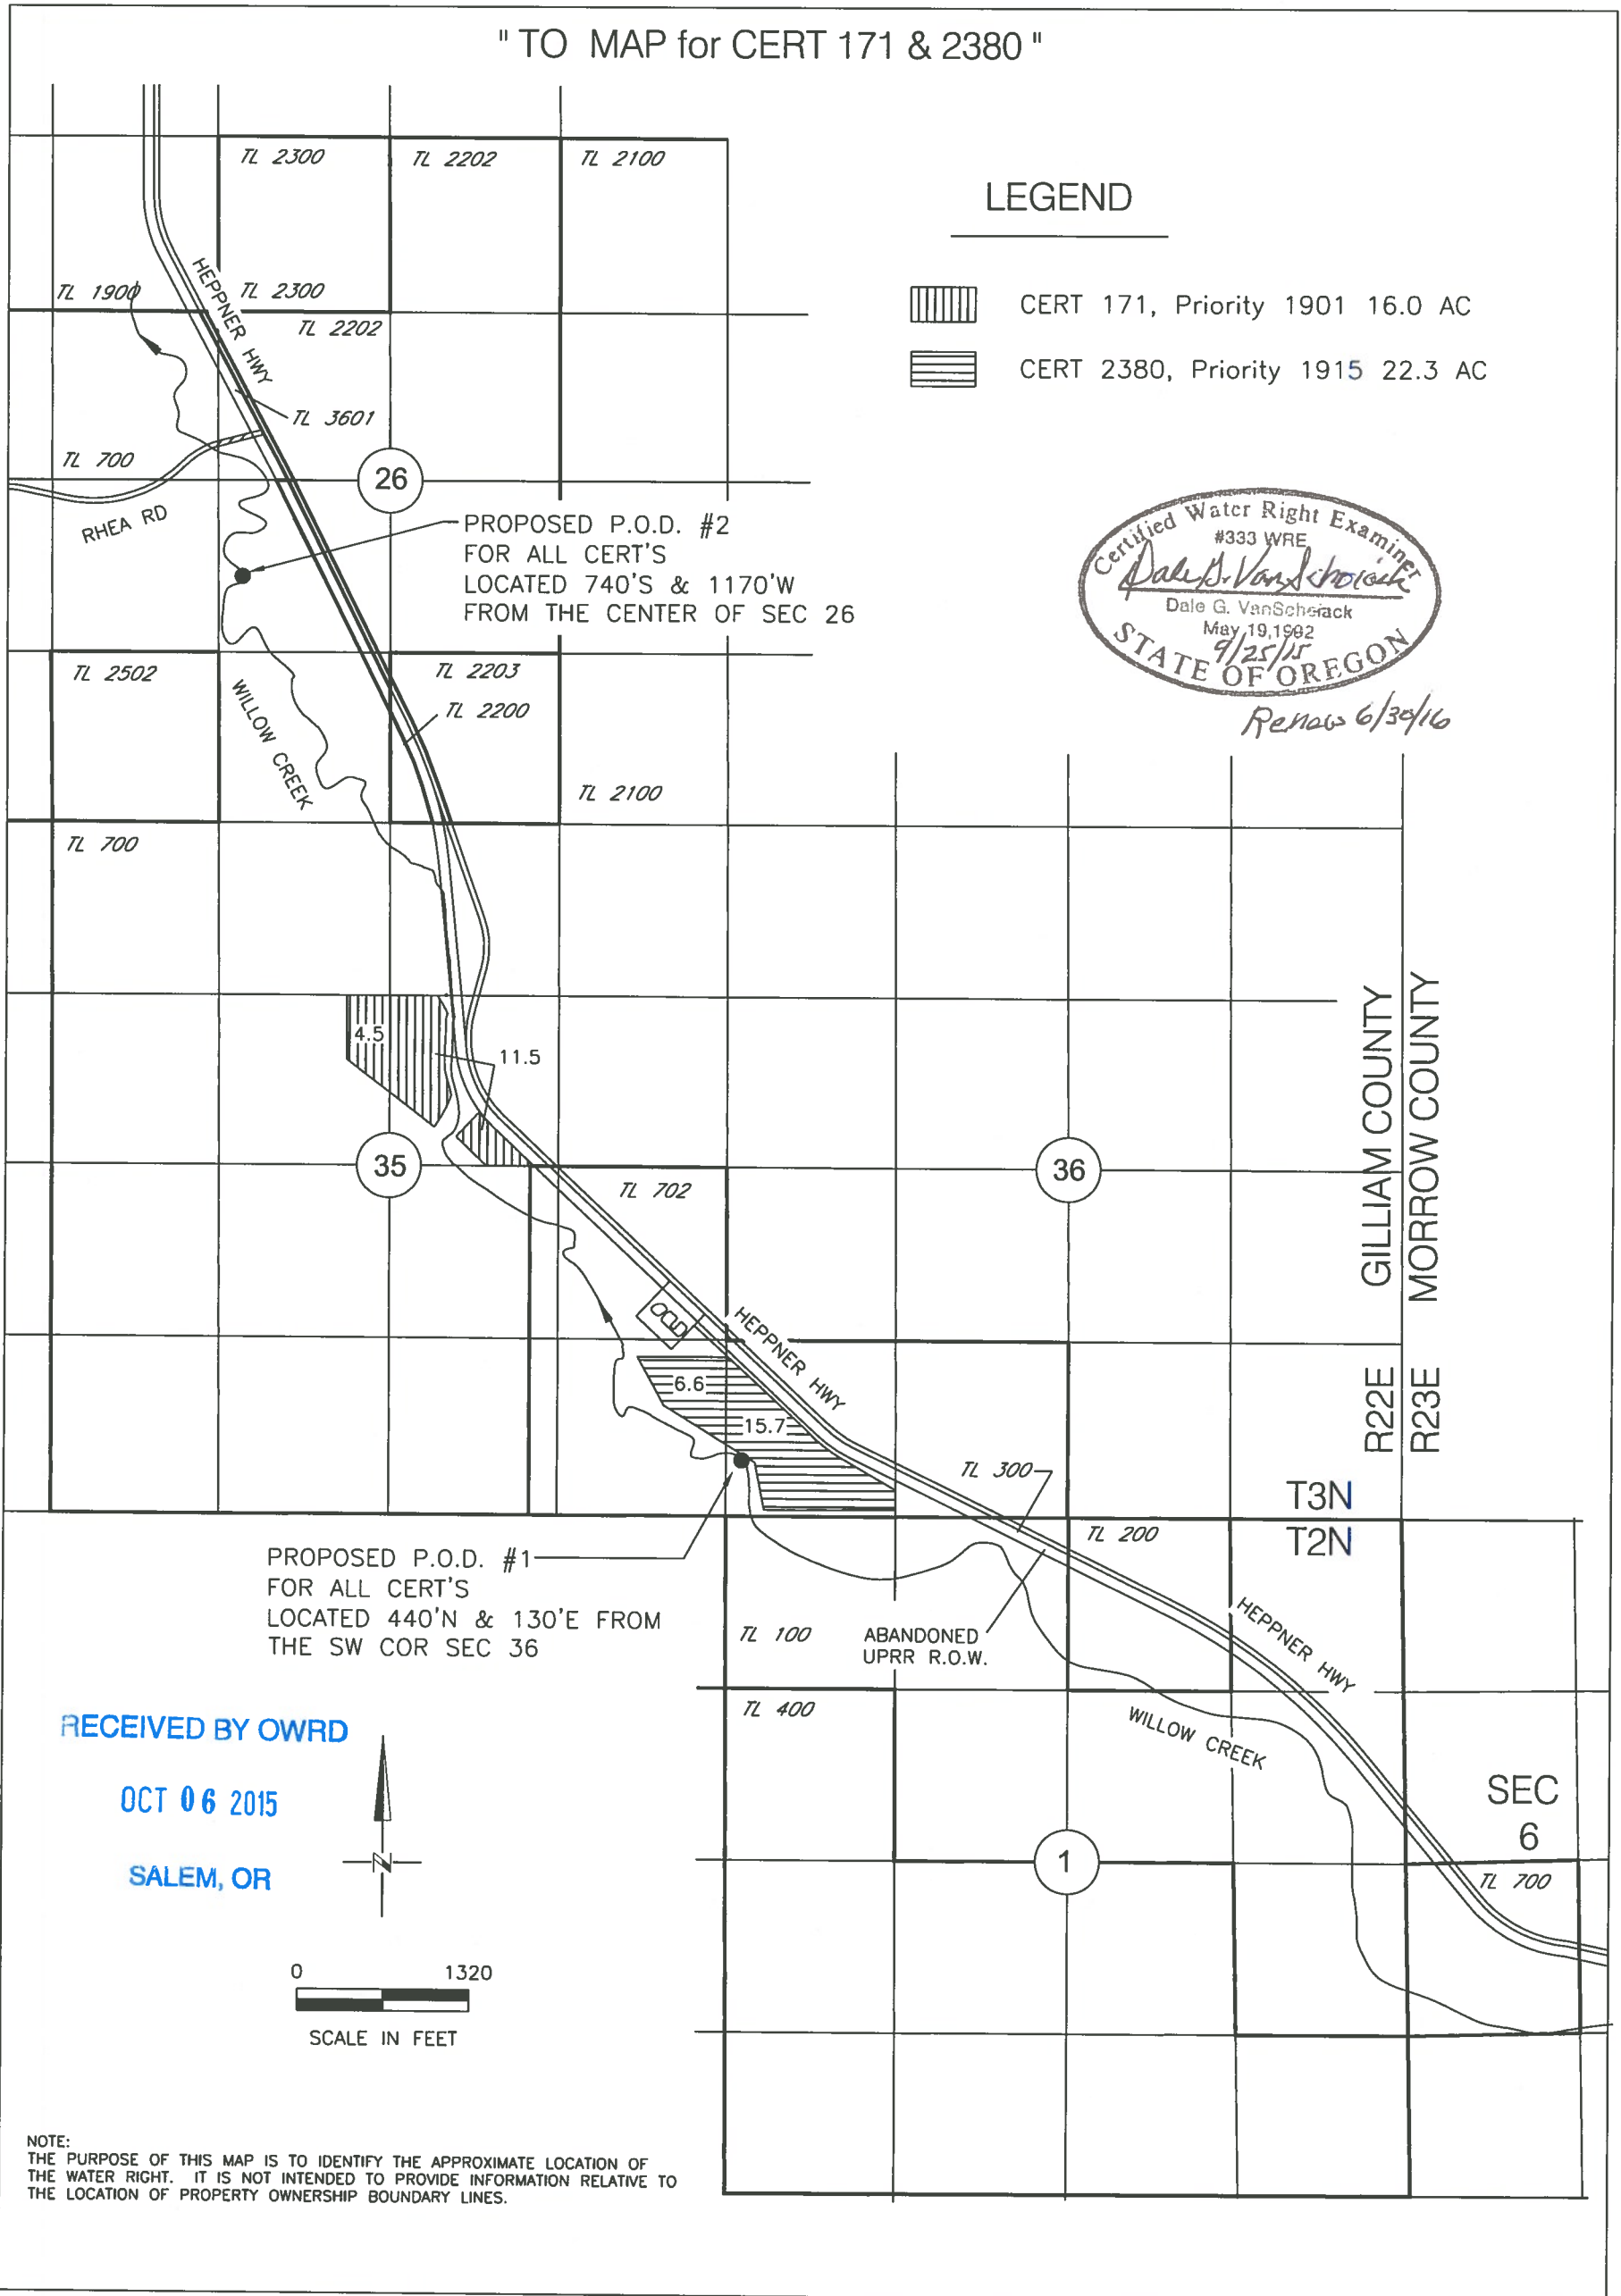 " TO MAP for CERT 171 & 2380 "
LEGEND
CERT 171, Priority 1901 16.0 AC
CERT 2380, Priority 1915 22.3 AC
TL 2300
TL 2202
TL 2100
TL 1900
HEPPNER HWY
TL 2300
TL 2202
TL 3601
TL 700
26
RHEA RD
PROPOSED P.O.D. #2
FOR ALL CERT'S
LOCATED 740'S & 1170'W
FROM THE CENTER OF SEC 26
Certified Water Right Examiner
#333 WRE
Dale G. VanScheiack
Dale G. VanScheiack
May 19,1992
9/25/15
STATE OF OREGON
Renews 6/30/16
TL 2502
WILLOW CREEK
TL 2203
TL 2200
TL 2100
TL 700
4.5
11.5
35
36
GILLIAM COUNTY
MORROW COUNTY
TL 702
HEPPNER HWY
6.6
15.7
R22E
R23E
TL 300
T3N
T2N
TL 200
PROPOSED P.O.D. #1
FOR ALL CERT'S
LOCATED 440'N & 130'E FROM
THE SW COR SEC 36
TL 100
ABANDONED
UPRR R.O.W.
HEPPNER HWY
TL 400
WILLOW CREEK
RECEIVED BY OWRD
OCT 06 2015
SALEM, OR
N
SEC
6
1
TL 700
0 1320
SCALE IN FEET
NOTE:
THE PURPOSE OF THIS MAP IS TO IDENTIFY THE APPROXIMATE LOCATION OF
THE WATER RIGHT. IT IS NOT INTENDED TO PROVIDE INFORMATION RELATIVE TO
THE LOCATION OF PROPERTY OWNERSHIP BOUNDARY LINES.